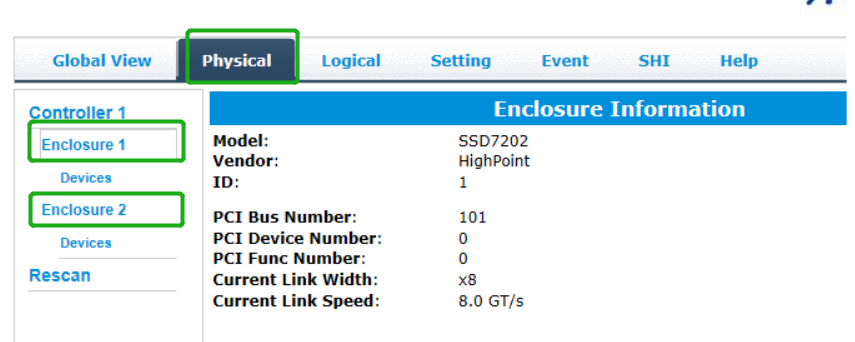 Global View Physical Logical Setting Event SHI Help
Controller 1
Enclosure 1
Devices
Enclosure 2
Devices
Rescan
Enclosure Information
Model: SSD7202
Vendor: HighPoint
ID: 1
PCI Bus Number: 101
PCI Device Number: 0
PCI Func Number: 0
Current Link Width: x8
Current Link Speed: 8.0 GT/s